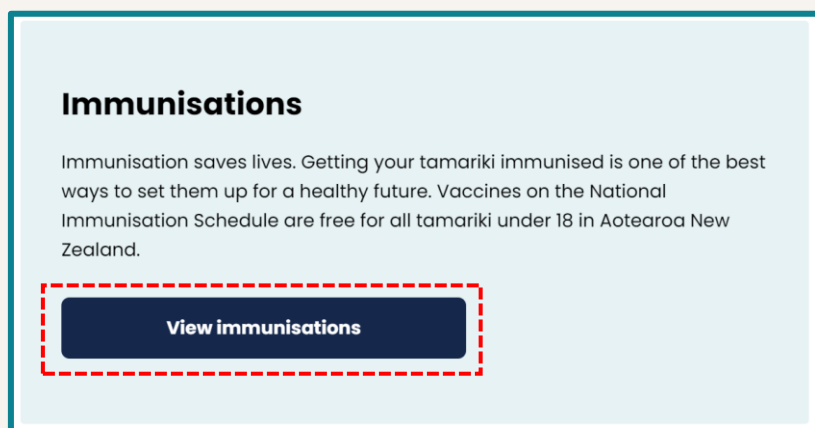 Immunisations
Immunisation saves lives. Getting your tamariki immunised is one of the best
ways to set them up for a healthy future. Vaccines on the National
Immunisation Schedule are free for all tamariki under 18 in Aotearoa New
Zealand.
View immunisations